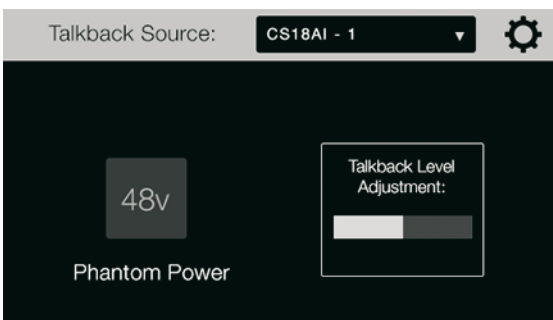 Talkback Source:
CS18AI - 1
48v
Phantom Power
Talkback Level
Adjustment: